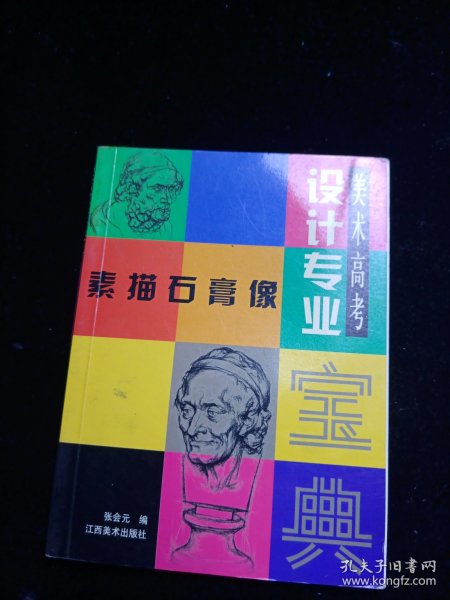 美术高考
设计专业
宝典
素描石膏像
张会元 编
江西美术出版社
孔夫子旧书网
www.kongfz.com